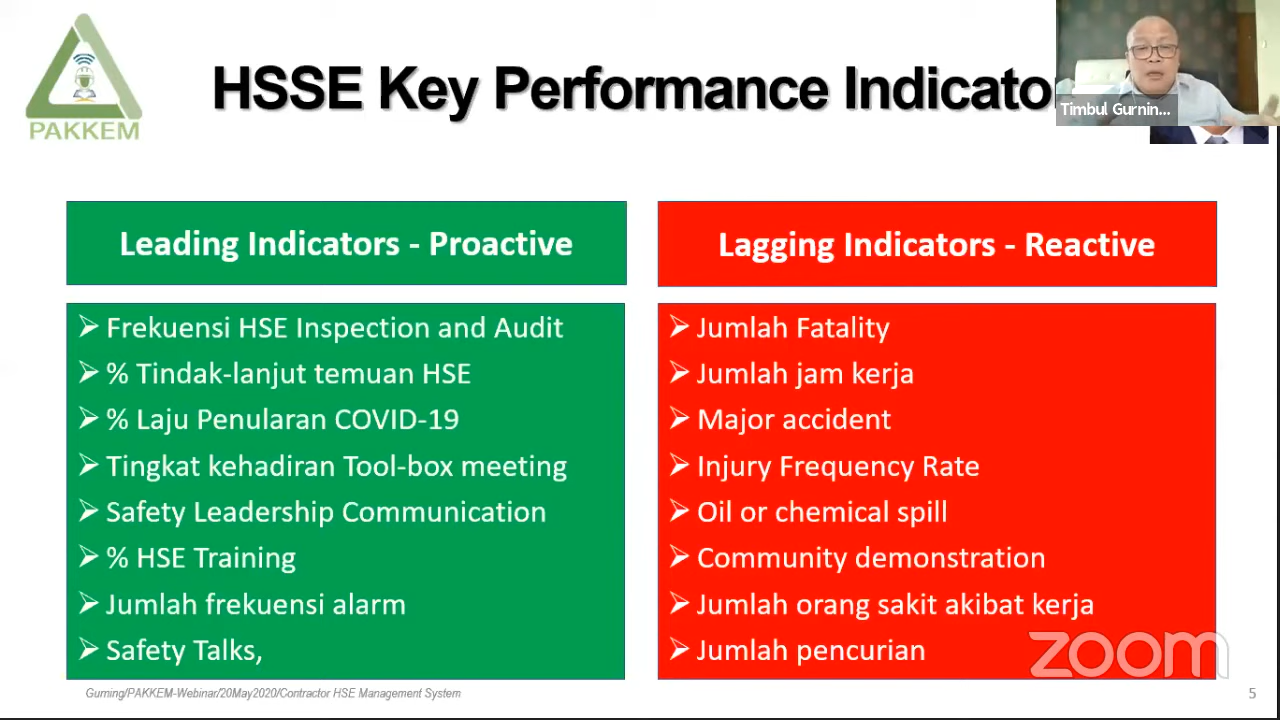 PAKKEM
HSSE Key Performance Indicato
Timbul Gurnin...
Leading Indicators - Proactive
Frekuensi HSE Inspection and Audit
% Tindak-lanjut temuan HSE
% Laju Penularan COVID-19
Tingkat kehadiran Tool-box meeting
Safety Leadership Communication
% HSE Training
Jumlah frekuensi alarm
Safety Talks,
Lagging Indicators - Reactive
Jumlah Fatality
Jumlah jam kerja
Major accident
Injury Frequency Rate
Oil or chemical spill
Community demonstration
Jumlah orang sakit akibat kerja
Jumlah pencurian
zoom
Gurning/PAKKEM-Webinar/20May2020/Contractor HSE Management System
5